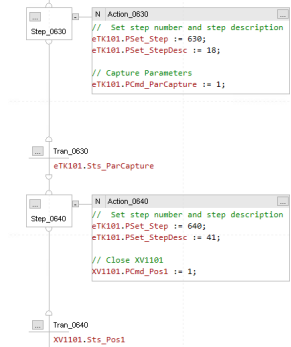 ...
N Action_0630 ...
Step_0630
// Set step number and step description
eTK101.PSet_Step := 630;
eTK101.PSet_StepDesc := 18;
// Capture Parameters
eTK101.PCmd_ParCapture := 1;
... Tran_0630
eTK101.Sts_ParCapture
...
N Action_0640 ...
Step_0640
// Set step number and step description
eTK101.PSet_Step := 640;
eTK101.PSet_StepDesc := 41;
// Close XV1101
XV1101.PCmd_Pos1 := 1;
... Tran_0640
XV1101.Sts_Pos1